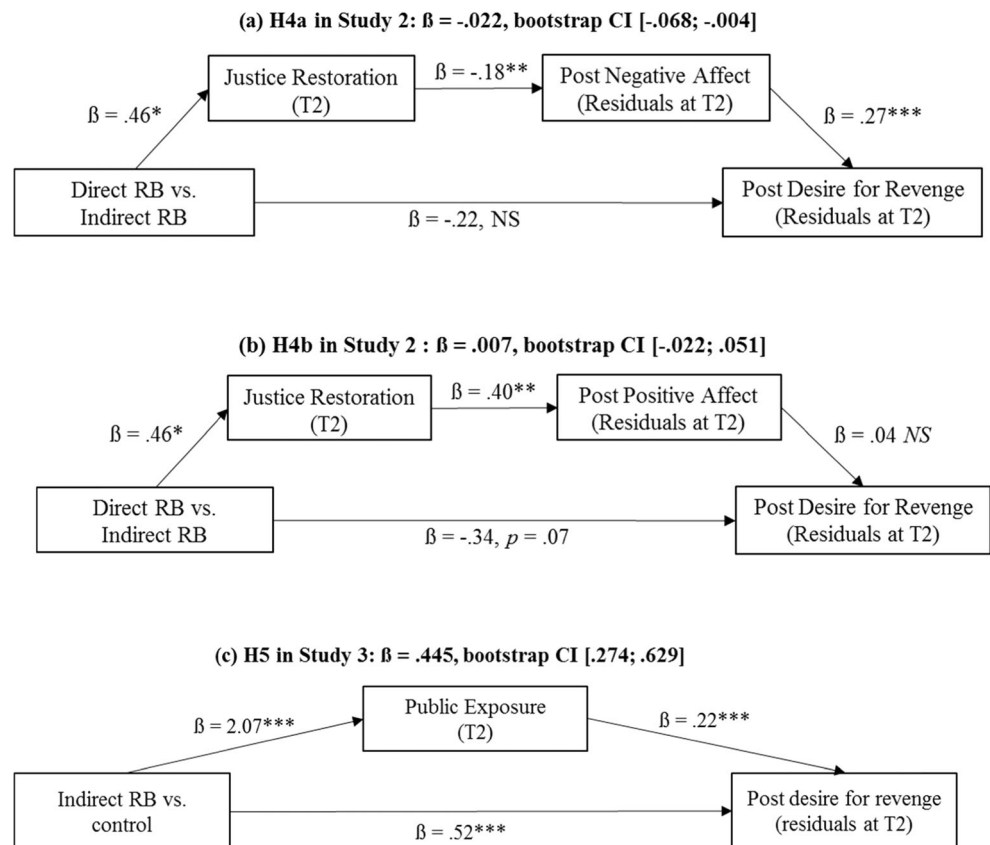 (a) H4a in Study 2: ß = -.022, bootstrap CI [-.068; -.004]
Justice Restoration
(T2)
ß = -.18**
Post Negative Affect
(Residuals at T2)
ß = .46*
ß = .27***
Direct RB vs.
Indirect RB
ß = -.22, NS
Post Desire for Revenge
(Residuals at T2)
(b) H4b in Study 2 : ß = .007, bootstrap CI [-.022; .051]
Justice Restoration
(T2)
ß = .40**
Post Positive Affect
(Residuals at T2)
ß = .46*
ß = .04 NS
Direct RB vs.
Indirect RB
ß = -.34, p = .07
Post Desire for Revenge
(Residuals at T2)
(c) H5 in Study 3: ß = .445, bootstrap CI [.274; .629]
ß = 2.07***
Public Exposure
(T2)
ß = .22***
Indirect RB vs.
control
ß = .52***
Post desire for revenge
(residuals at T2)